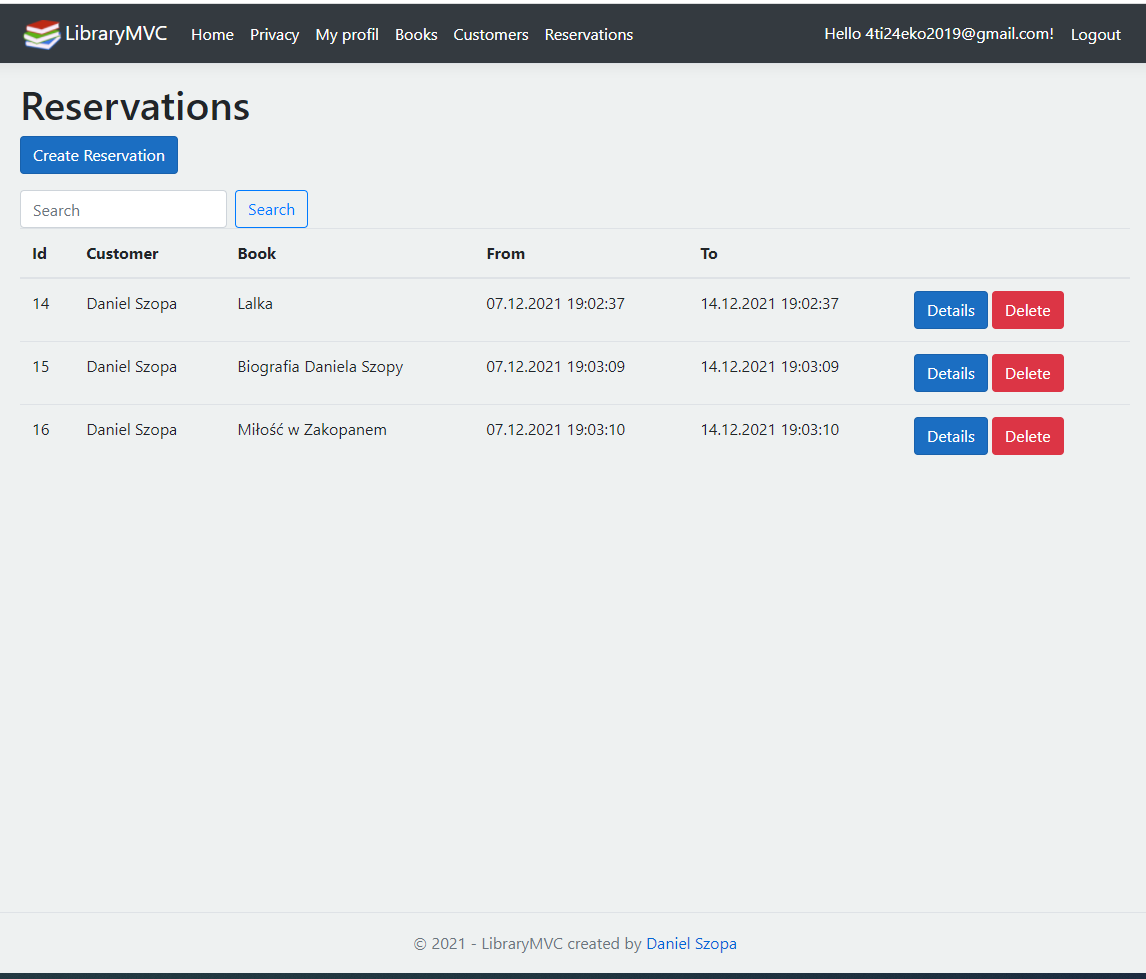 LibraryMVC Home Privacy My profil Books Customers Reservations Hello 4ti24eko2019@gmail.com! Logout
Reservations
Create Reservation
Search Search
Id Customer Book From To
14 Daniel Szopa Lalka 07.12.2021 19:02:37 14.12.2021 19:02:37 Details Delete
15 Daniel Szopa Biografia Daniela Szopy 07.12.2021 19:03:09 14.12.2021 19:03:09 Details Delete
16 Daniel Szopa Miłość w Zakopanem 07.12.2021 19:03:10 14.12.2021 19:03:10 Details Delete
© 2021 - LibraryMVC created by Daniel Szopa